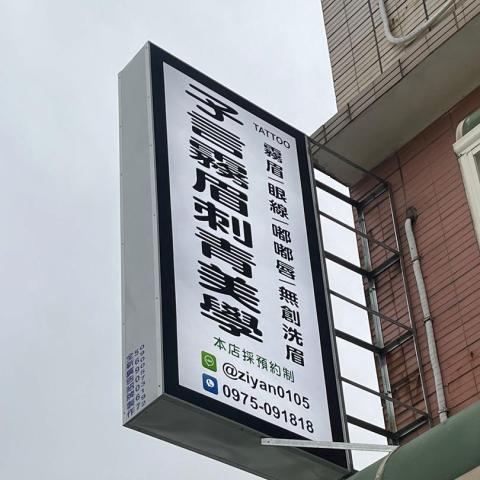 TATTOO
子言霧眉刺青美學
霧眉|眼線|嘟嘟唇|無創洗眉
本店採預約制
@ziyan0105
0975-091818